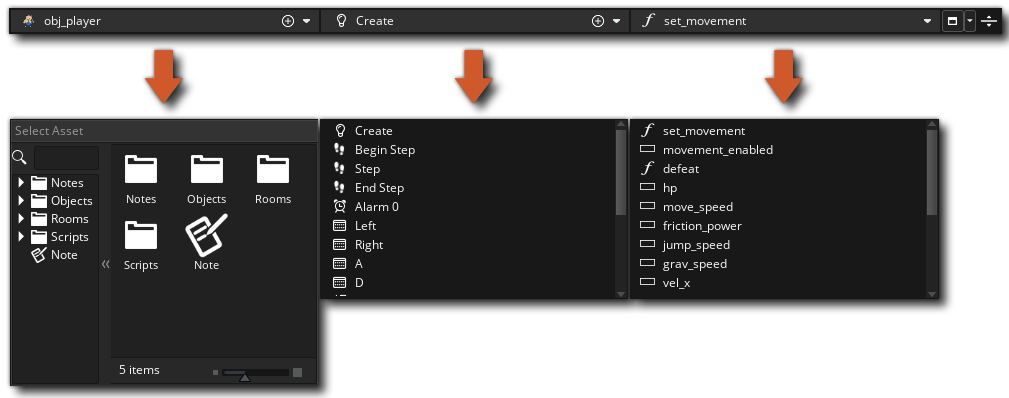 obj_player
Create
set_movement
Select Asset
Notes
Objects
Rooms
Scripts
Note
Notes
Objects
Rooms
Scripts
Note
5 items
Create
Begin Step
Step
End Step
Alarm 0
Left
Right
A
D
set_movement
movement_enabled
defeat
hp
move_speed
friction_power
jump_speed
grav_speed
vel_x